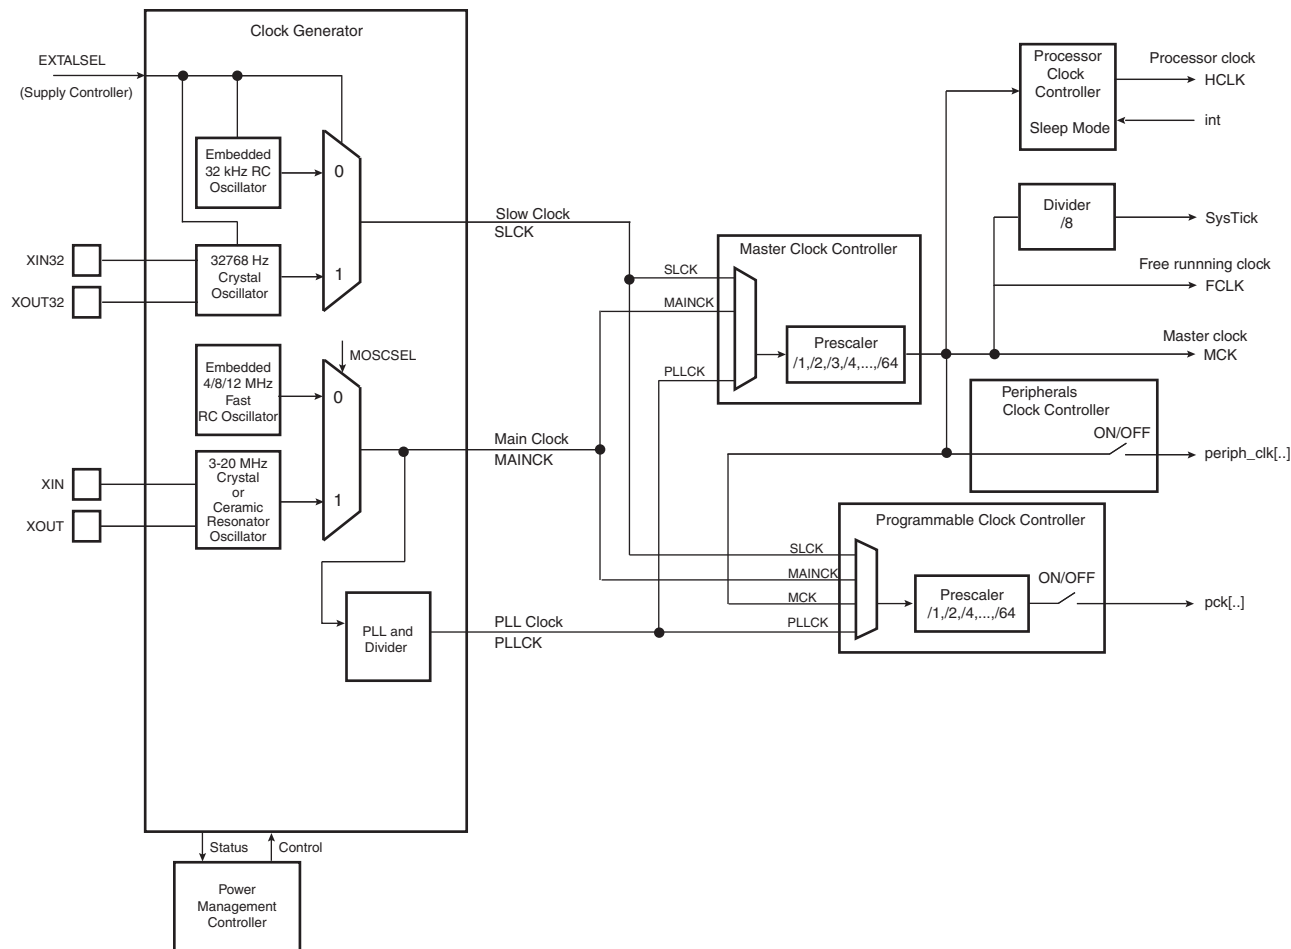 Clock Generator
EXTALSEL
(Supply Controller)
Embedded
32 kHz RC
Oscillator
0
XIN32
XOUT32
32768 Hz
Crystal
Oscillator
1
Slow Clock
SLCK
MOSCSEL
Embedded
4/8/12 MHz
Fast
RC Oscillator
0
XIN
XOUT
3-20 MHz
Crystal
or
Ceramic
Resonator
Oscillator
1
Main Clock
MAINCK
PLL and
Divider
PLL Clock
PLLCK
Status
Control
Power
Management
Controller
Master Clock Controller
SLCK
MAINCK
PLLCK
Prescaler
/1,/2,/3,/4,...,/64
Processor
Clock
Controller
Sleep Mode
Processor clock
HCLK
int
Divider
/8
SysTick
Free runnning clock
FCLK
Master clock
MCK
Peripherals
Clock Controller
ON/OFF
periph_clk[..]
Programmable Clock Controller
SLCK
MAINCK
MCK
PLLCK
Prescaler
/1,/2,/4,...,/64
ON/OFF
pck[..]